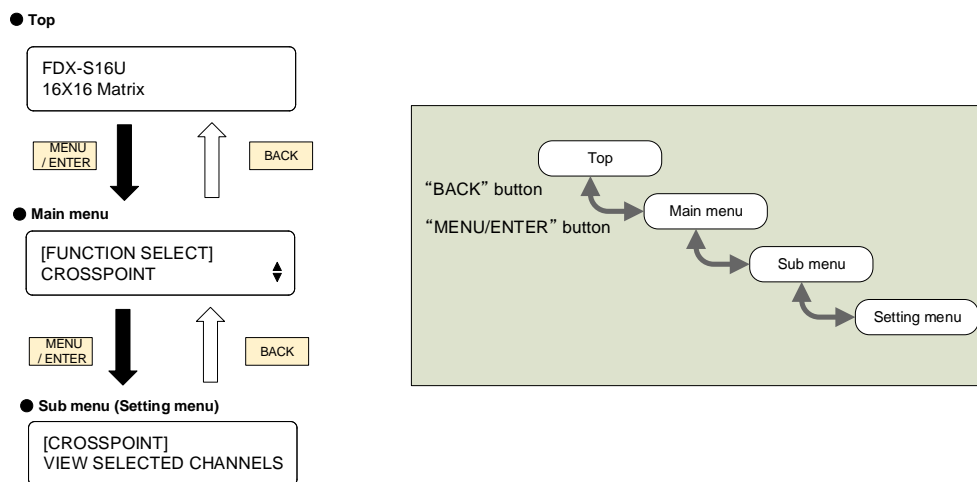 ● Top
FDX-S16U
16X16 Matrix
MENU
/ ENTER
BACK
● Main menu
[FUNCTION SELECT]
CROSSPOINT
MENU
/ ENTER
BACK
● Sub menu (Setting menu)
[CROSSPOINT]
VIEW SELECTED CHANNELS
Top
“BACK” button
“MENU/ENTER” button
Main menu
Sub menu
Setting menu